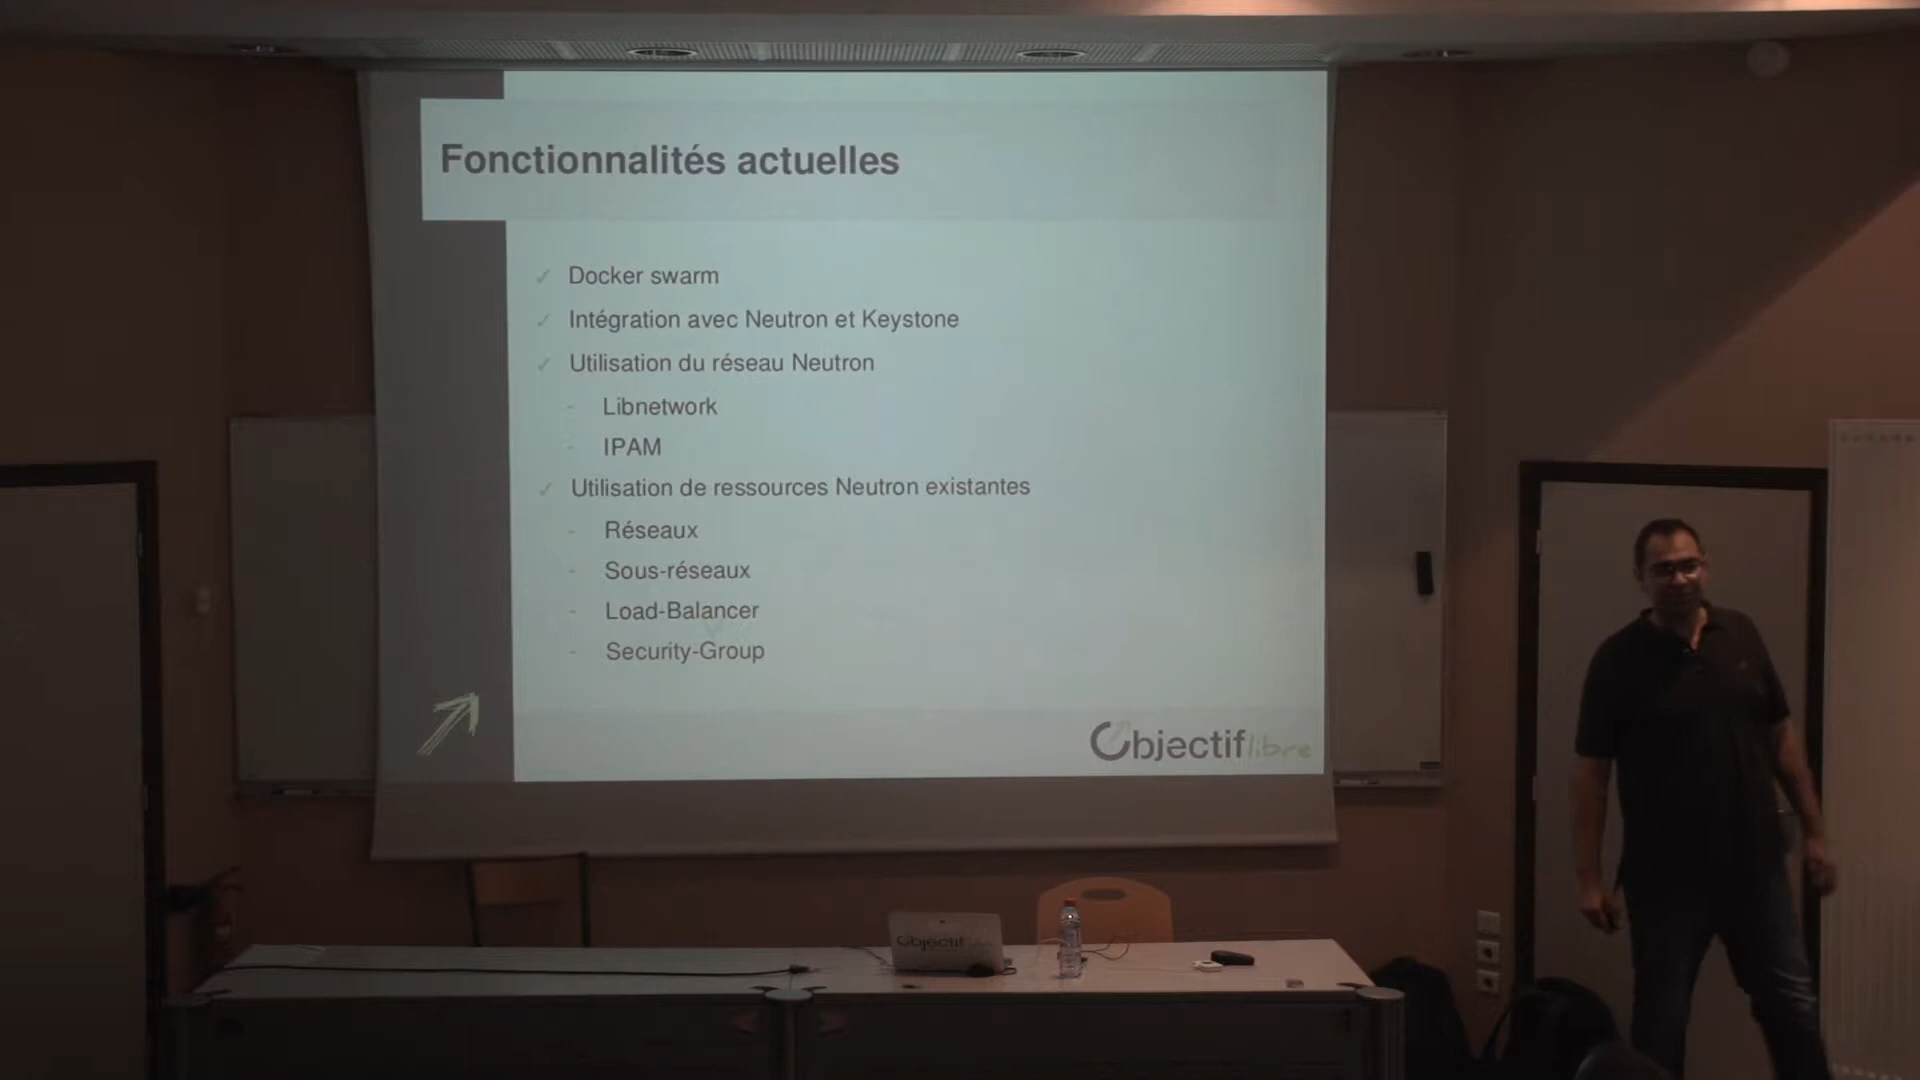 Fonctionnalités actuelles
✓ Docker swarm
✓ Intégration avec Neutron et Keystone
✓ Utilisation du réseau Neutron
- Libnetwork
- IPAM
✓ Utilisation de ressources Neutron existantes
- Réseaux
- Sous-réseaux
- Load-Balancer
- Security-Group
Objectif libre
Objectif